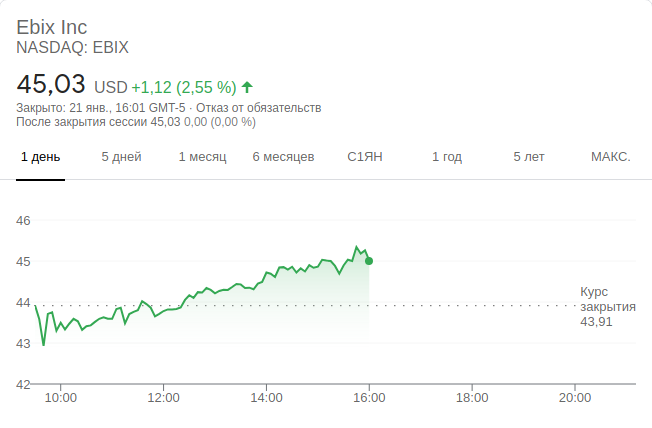 Ebix Inc
NASDAQ: EBIX
45,03 USD +1,12 (2,55 %)
Закрыто: 21 янв., 16:01 GMT-5 · Отказ от обязательств
После закрытия сессии 45,03 0,00 (0,00 %)
1 день 5 дней 1 месяц 6 месяцев С1ЯН 1 год 5 лет МАКС.
46
45
44
43
42
Курс
закрытия
43,91
10:00 12:00 14:00 16:00 18:00 20:00